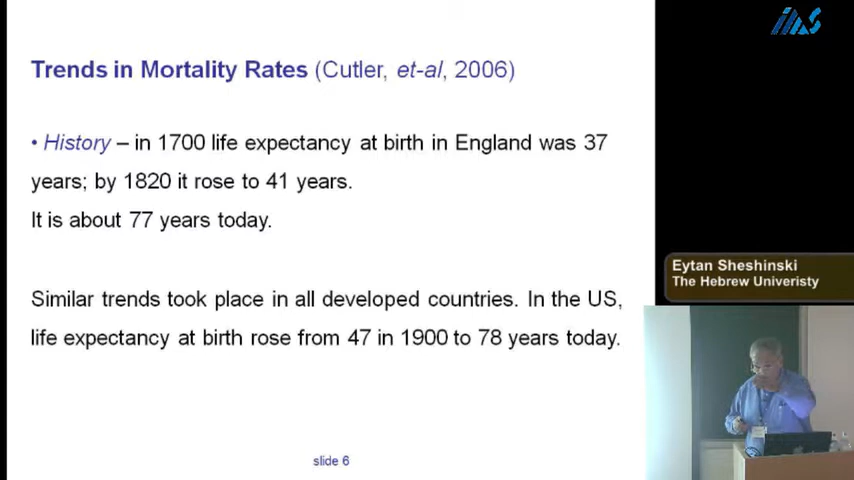 IIAS
Trends in Mortality Rates (Cutler, et-al, 2006)
• History – in 1700 life expectancy at birth in England was 37
years; by 1820 it rose to 41 years.
It is about 77 years today.
Eytan Sheshinski
The Hebrew Univeristy
Similar trends took place in all developed countries. In the US,
life expectancy at birth rose from 47 in 1900 to 78 years today.
slide 6